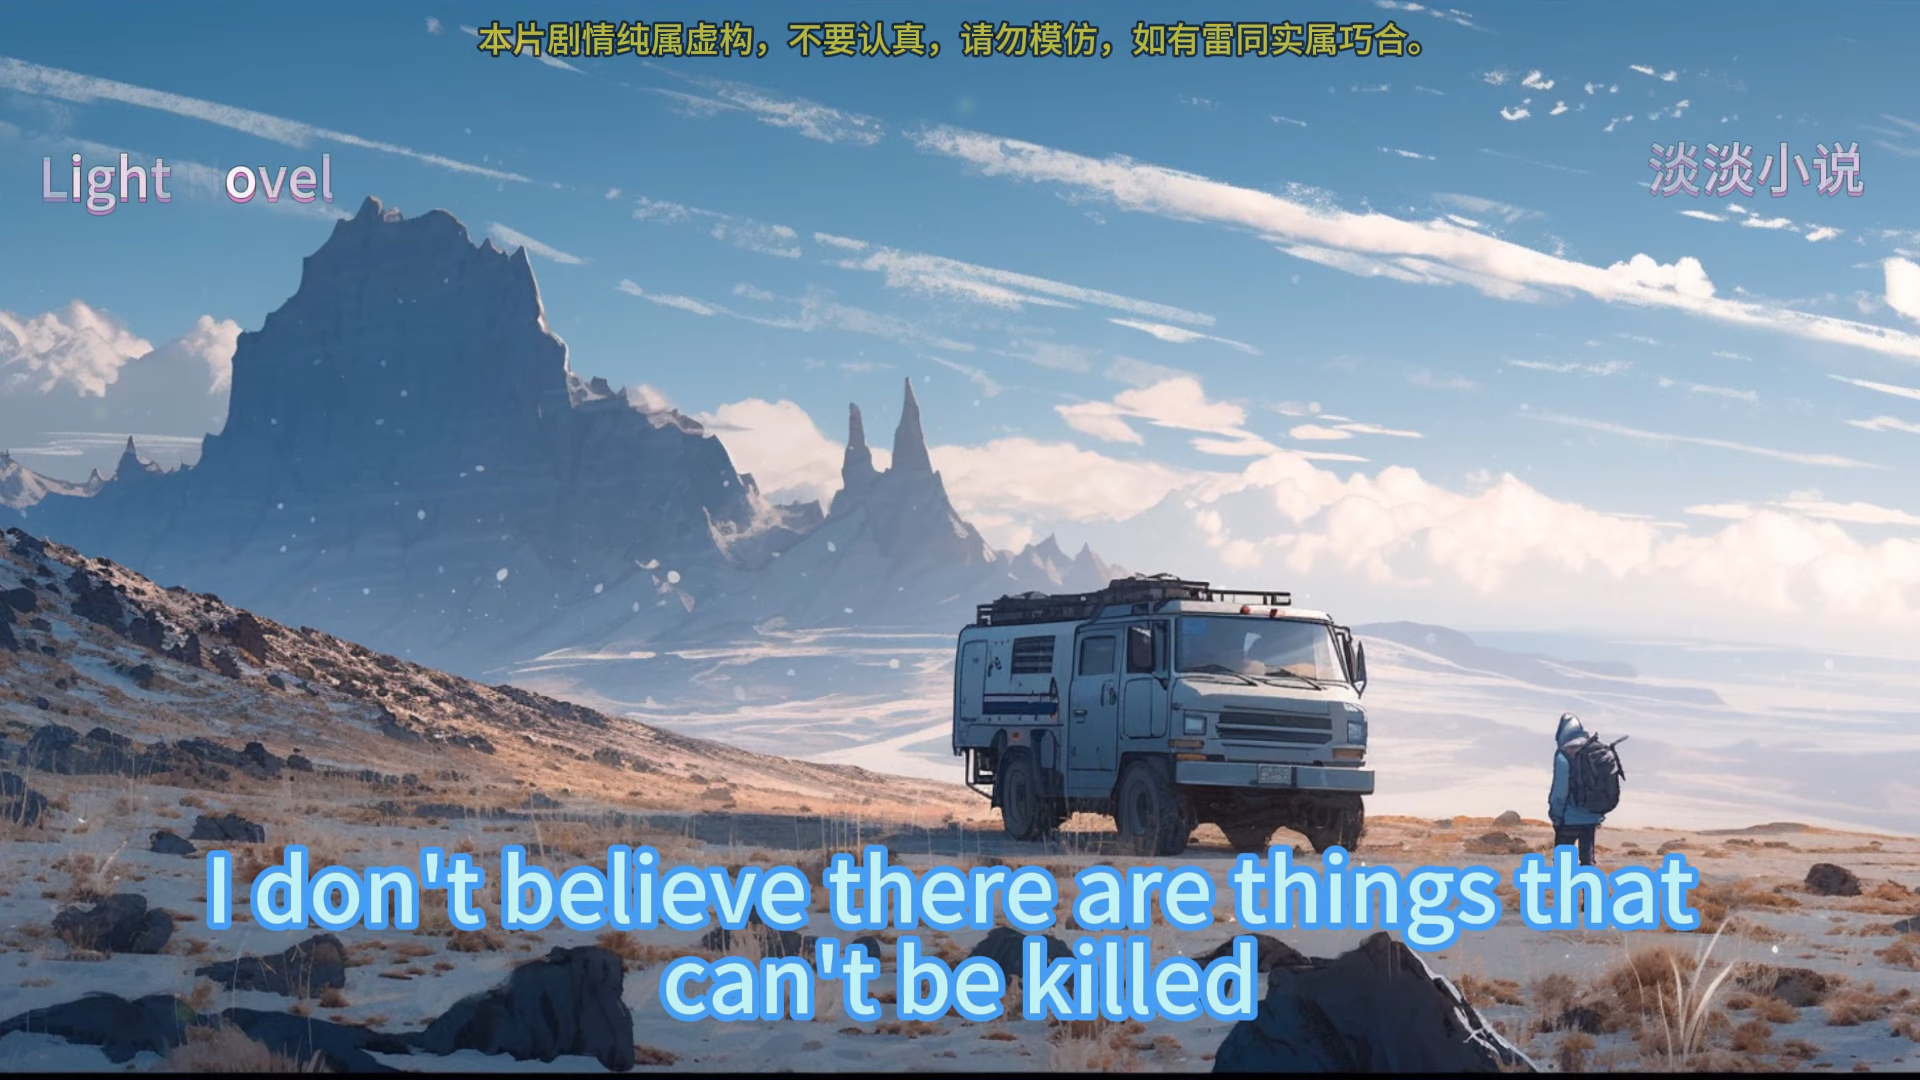 本片剧情纯属虚构，不要认真，请勿模仿，如有雷同实属巧合。
Light Novel
淡淡小说
I don't believe there are things that
can't be killed